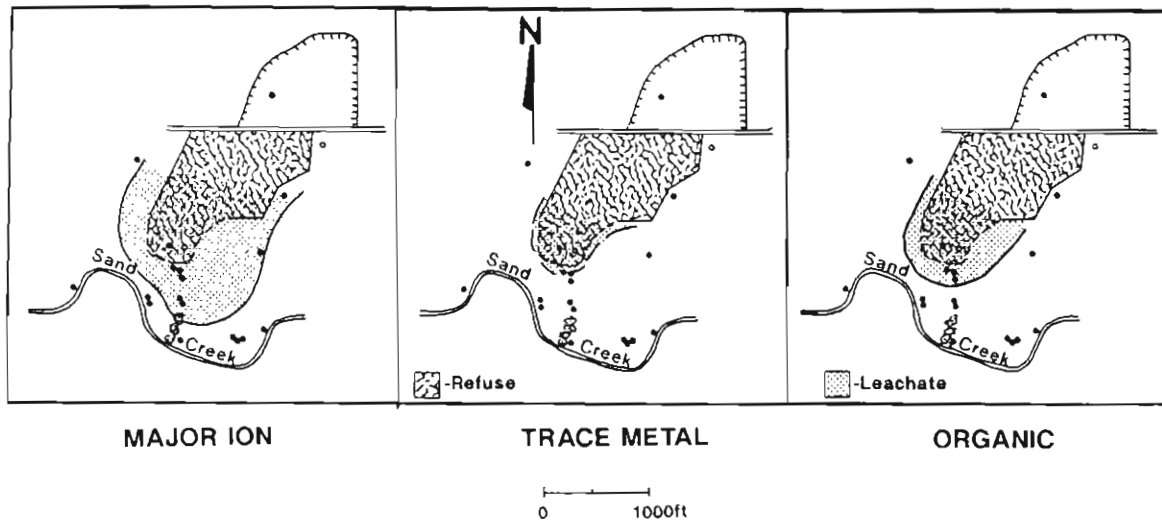 N
Sand
Creek
Sand
Creek
Sand
Creek
-Refuse
-Leachate
MAJOR ION
TRACE METAL
ORGANIC
0 1000ft